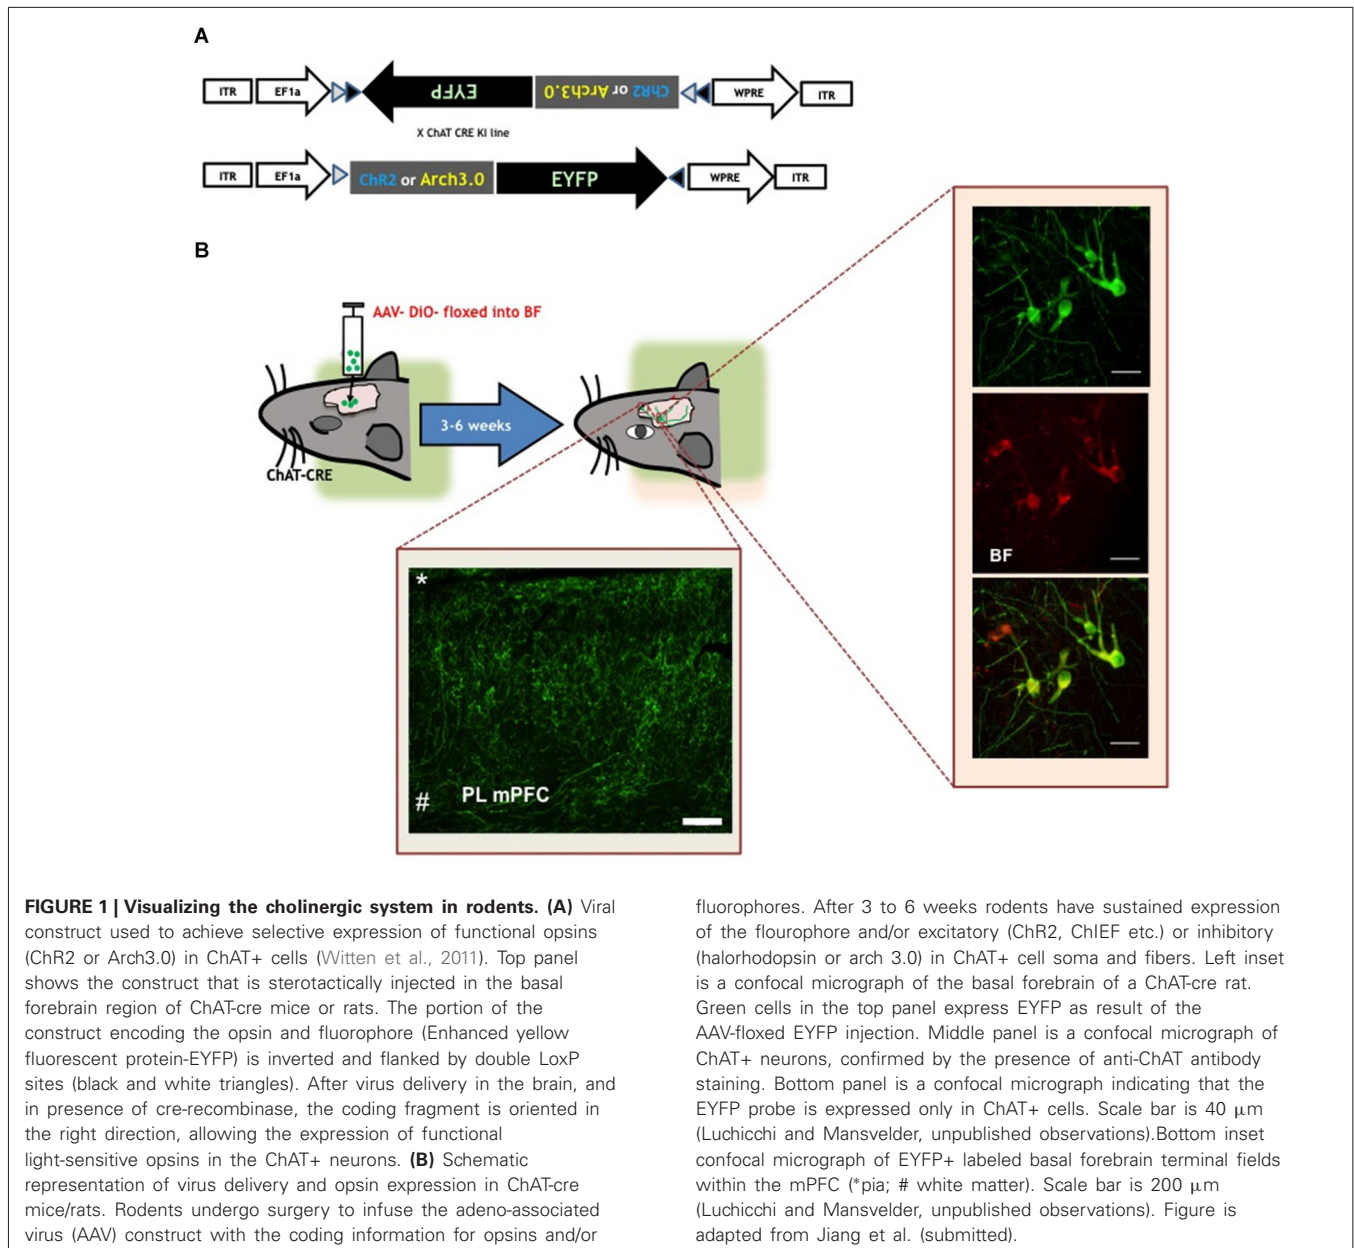 A
ITR EF1a EYFP ChR2 or Arch3.0 WPRE ITR
X ChAT CRE KI line
ITR EF1a ChR2 or Arch3.0 EYFP WPRE ITR
B
AAV- DiO- floxed into BF
3-6 weeks
ChAT-CRE
BF
*
# PL mPFC
FIGURE 1 | Visualizing the cholinergic system in rodents. (A) Viral
construct used to achieve selective expression of functional opsins
(ChR2 or Arch3.0) in ChAT+ cells (Witten et al., 2011). Top panel
shows the construct that is sterotactically injected in the basal
forebrain region of ChAT-cre mice or rats. The portion of the
construct encoding the opsin and fluorophore (Enhanced yellow
fluorescent protein-EYFP) is inverted and flanked by double LoxP
sites (black and white triangles). After virus delivery in the brain, and
in presence of cre-recombinase, the coding fragment is oriented in
the right direction, allowing the expression of functional
light-sensitive opsins in the ChAT+ neurons. (B) Schematic
representation of virus delivery and opsin expression in ChAT-cre
mice/rats. Rodents undergo surgery to infuse the adeno-associated
virus (AAV) construct with the coding information for opsins and/or
fluorophores. After 3 to 6 weeks rodents have sustained expression
of the flourophore and/or excitatory (ChR2, ChIEF etc.) or inhibitory
(halorhodopsin or arch 3.0) in ChAT+ cell soma and fibers. Left inset
is a confocal micrograph of the basal forebrain of a ChAT-cre rat.
Green cells in the top panel express EYFP as result of the
AAV-floxed EYFP injection. Middle panel is a confocal micrograph of
ChAT+ neurons, confirmed by the presence of anti-ChAT antibody
staining. Bottom panel is a confocal micrograph indicating that the
EYFP probe is expressed only in ChAT+ cells. Scale bar is 40 μm
(Luchicchi and Mansvelder, unpublished observations).Bottom inset
confocal micrograph of EYFP+ labeled basal forebrain terminal fields
within the mPFC (*pia; # white matter). Scale bar is 200 μm
(Luchicchi and Mansvelder, unpublished observations). Figure is
adapted from Jiang et al. (submitted).